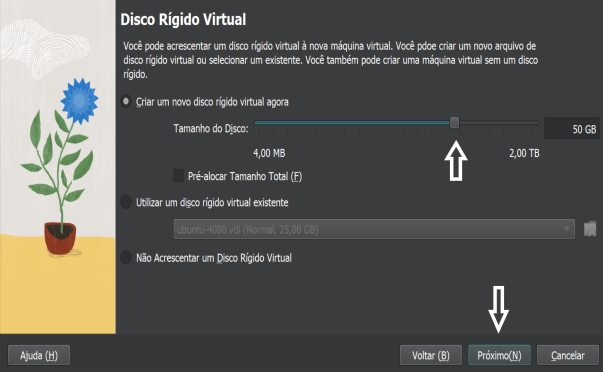 Disco Rígido Virtual
Você pode acrescentar um disco rígido virtual à nova máquina virtual. Você pdoe criar um novo arquivo de
disco rígido virtual ou selecionar um existente. Você também pode criar uma máquina virtual sem um disco
rígido.
Criar um novo disco rígido virtual agora
Tamanho do Disco:
50 GB
4,00 MB
2,00 TB
Pré-alocar Tamanho Total (F)
Utilizar um disco rígido virtual existente
ubuntu-4080.vdi (Normal, 25,00 GB)
Não Acrescentar um Disco Rígido Virtual
Ajuda (H)
Voltar (B)
Próximo(N)
Cancelar